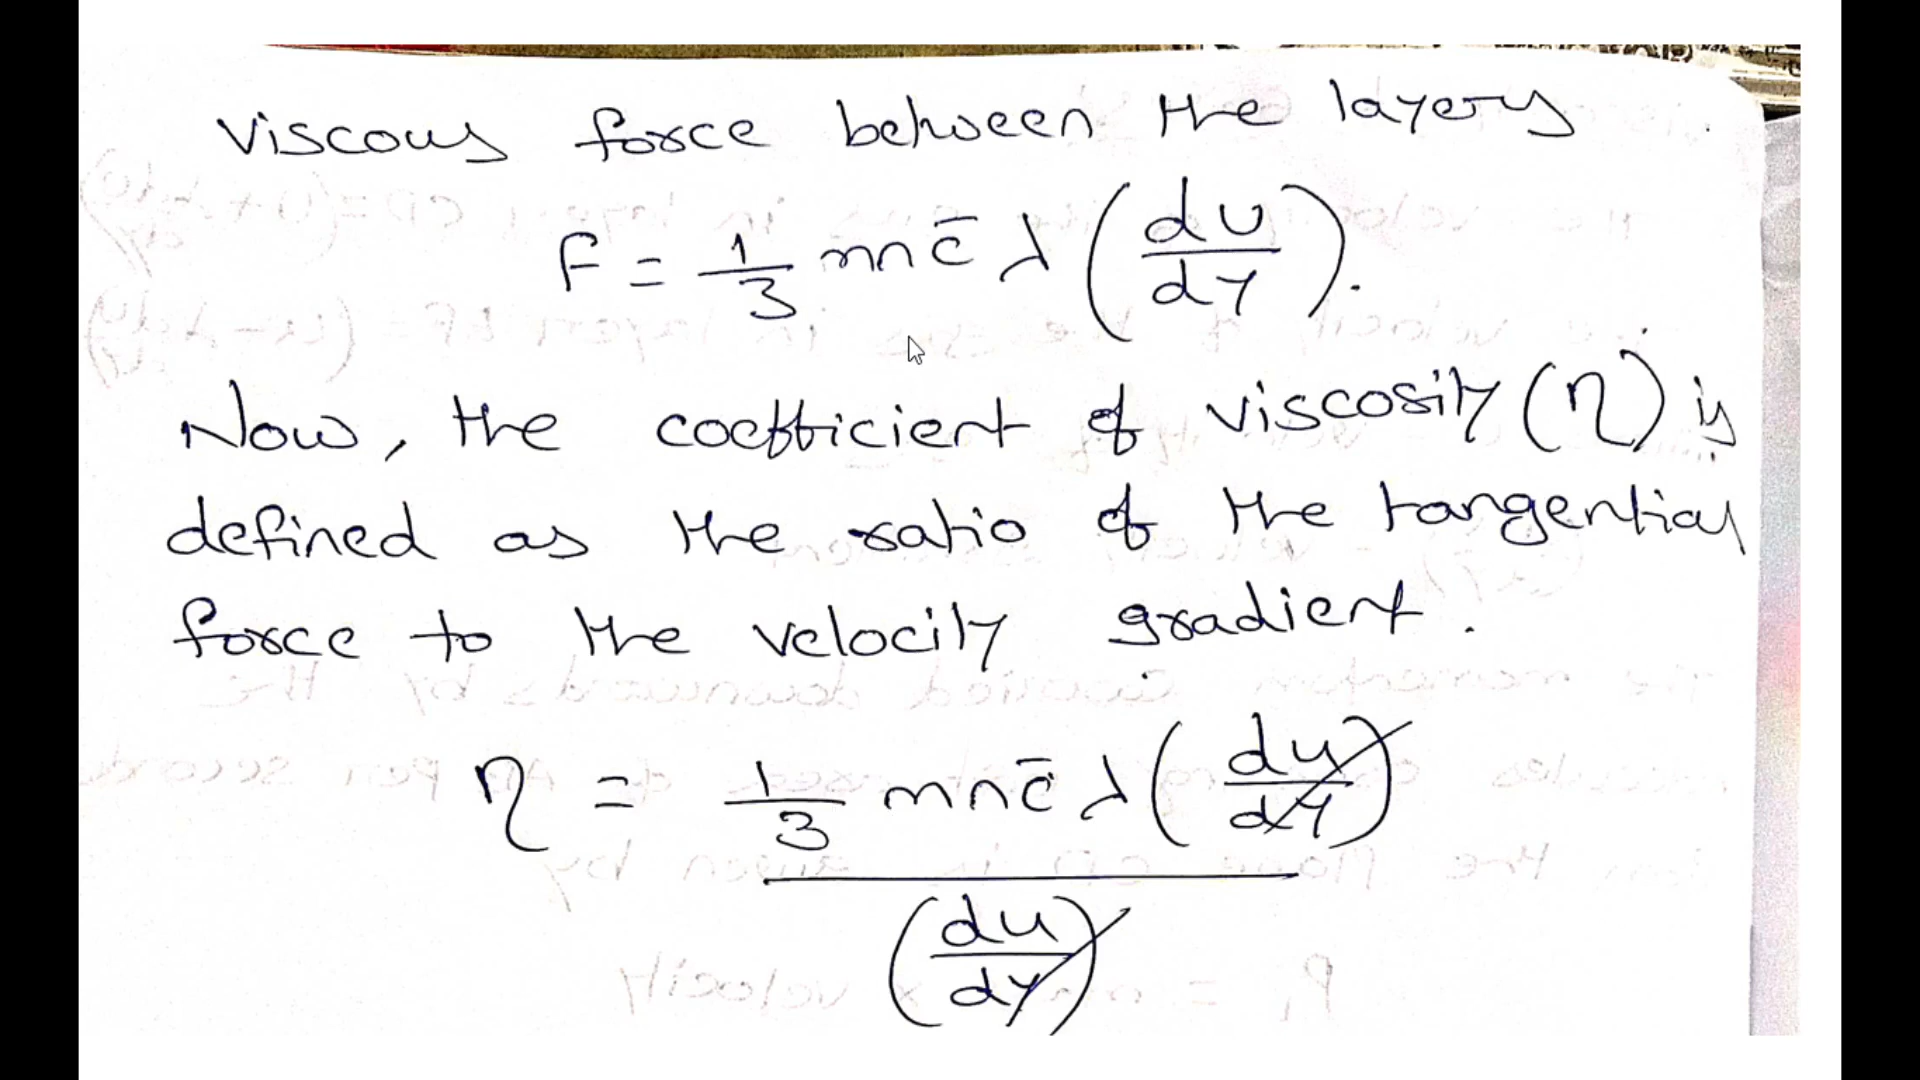 viscous force between the layers
F = 1/3 mnc̄ λ (du/dy).
Now, the coefficient of viscosity (η) is
defined as the ratio of the tangential
force to the velocity gradient.
η = 1/3 mnc̄ λ (du/dy)
(du/dy)